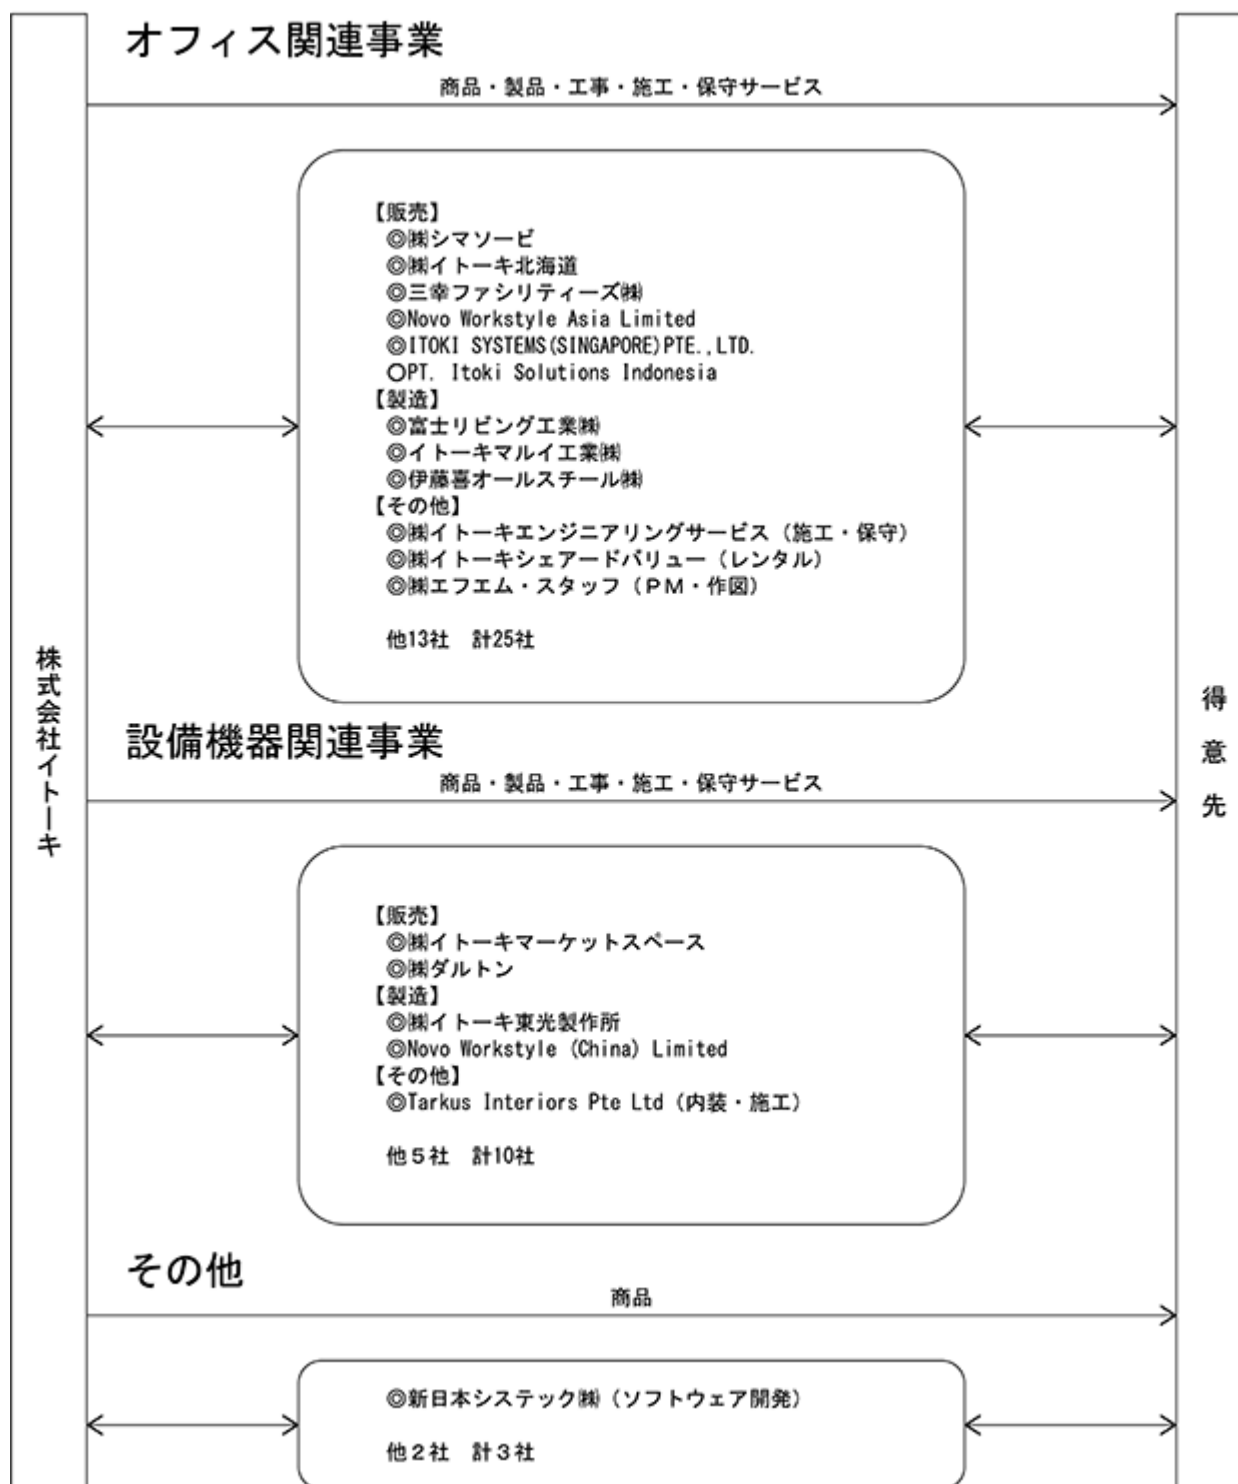 オフィス関連事業
商品・製品・工事・施工・保守サービス
【販売】
◎㈱シマソービ
◎㈱イトーキ北海道
◎三幸ファシリティーズ㈱
◎Novo Workstyle Asia Limited
◎ITOKI SYSTEMS(SINGAPORE)PTE.,LTD.
○PT. Itoki Solutions Indonesia
【製造】
◎富士リビング工業㈱
◎イトーキマルイ工業㈱
◎伊藤喜オールスチール㈱
【その他】
◎㈱イトーキエンジニアリングサービス（施工・保守）
◎㈱イトーキシェアードバリュー（レンタル）
◎㈱エフエム・スタッフ（ＰＭ・作図）
他13社　計25社
株式会社イトーキ
得意先
設備機器関連事業
商品・製品・工事・施工・保守サービス
【販売】
◎㈱イトーキマーケットスペース
◎㈱ダルトン
【製造】
◎㈱イトーキ東光製作所
◎Novo Workstyle (China) Limited
【その他】
◎Tarkus Interiors Pte Ltd（内装・施工）
他５社　計10社
その他
商品
◎新日本システック㈱（ソフトウェア開発）
他２社　計３社